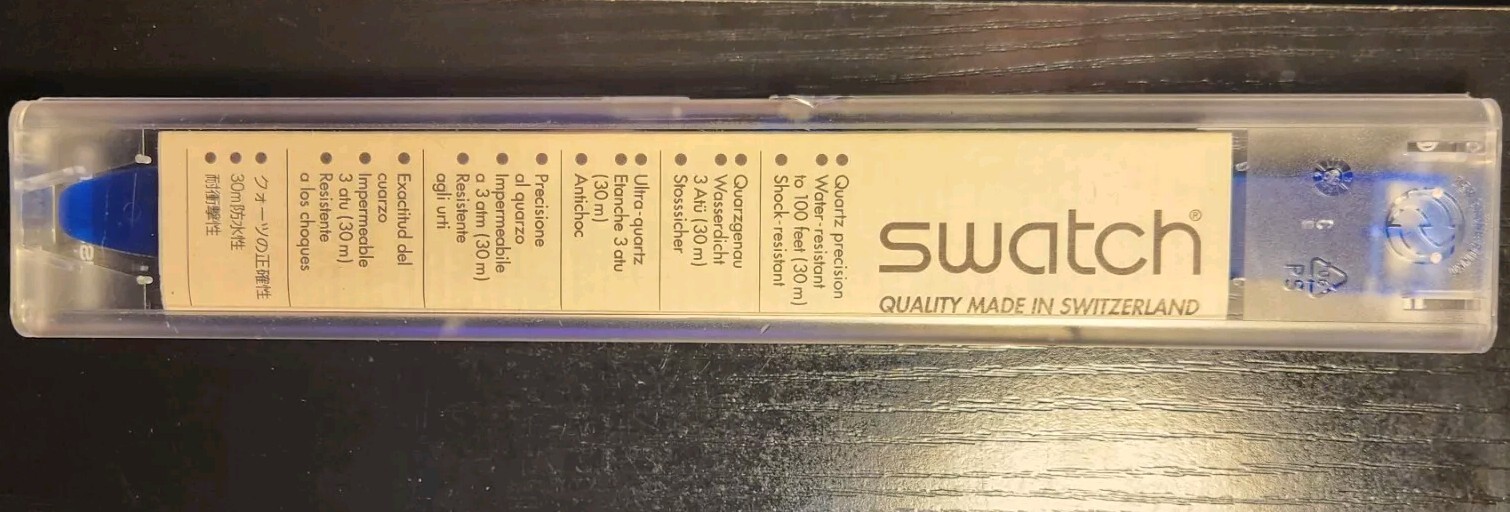 swatch®
QUALITY MADE IN SWITZERLAND
● Quartz precision
● Water-resistant
to 100 feet (30 m)
● Shock-resistant
● Quarzgenau
● Wasserdicht
3 Atü (30 m)
● Stosssicher
● Ultra-quartz
● Etanche 3 atu
(30 m)
● Antichoc
● Precisione
al quarzo
● Impermeabile
a 3 atm (30 m)
● Resistente
agli urti
● Exactitud del
cuarzo
● Impermeable
3 atu (30 m)
● Resistente
a los choques
● クォーツの正確性
● 30m防水性
● 耐衝撃性
PS